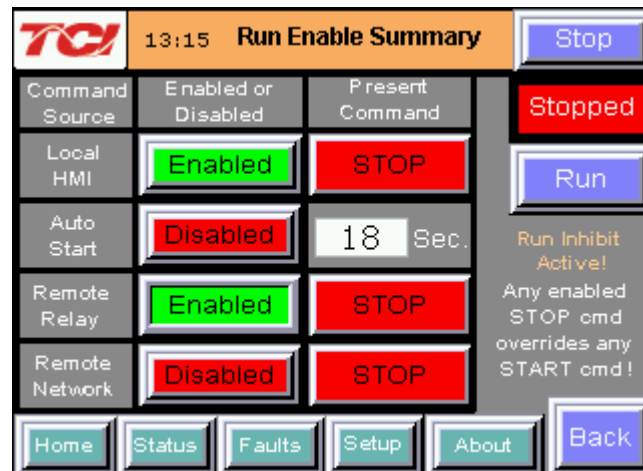 TCI
13:15 Run Enable Summary
Stop
Command
Source
Enabled or
Disabled
Present
Command
Stopped
Local
HMI
Enabled
STOP
Run
Auto
Start
Disabled
18 Sec.
Run Inhibit
Active!
Remote
Relay
Enabled
STOP
Any enabled
STOP cmd
overrides any
START cmd!
Remote
Network
Disabled
STOP
Home Status Faults Setup About Back